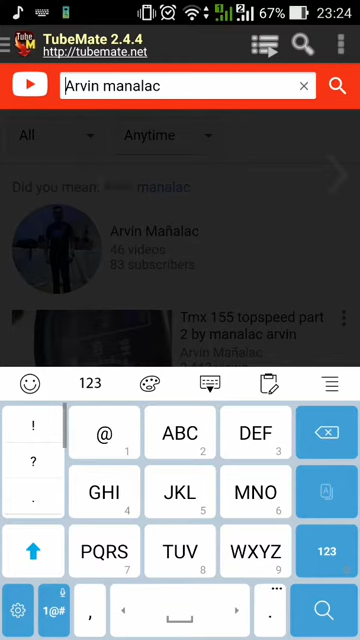 67% 23:24
Tube
M
TubeMate 2.4.4
http://tubemate.net
Arvin manalac
All
Anytime
Did you mean: manalac
Arvin Mañalac
46 videos
83 subscribers
Tmx 155 topspeed part
2 by manalac arvin
Arvin Mañalac
123
!
?
.
@ 1
ABC 2
DEF 3
GHI 4
JKL 5
MNO 6
PQRS 7
TUV 8
WXYZ 9
123
1@#
,
0
. ...